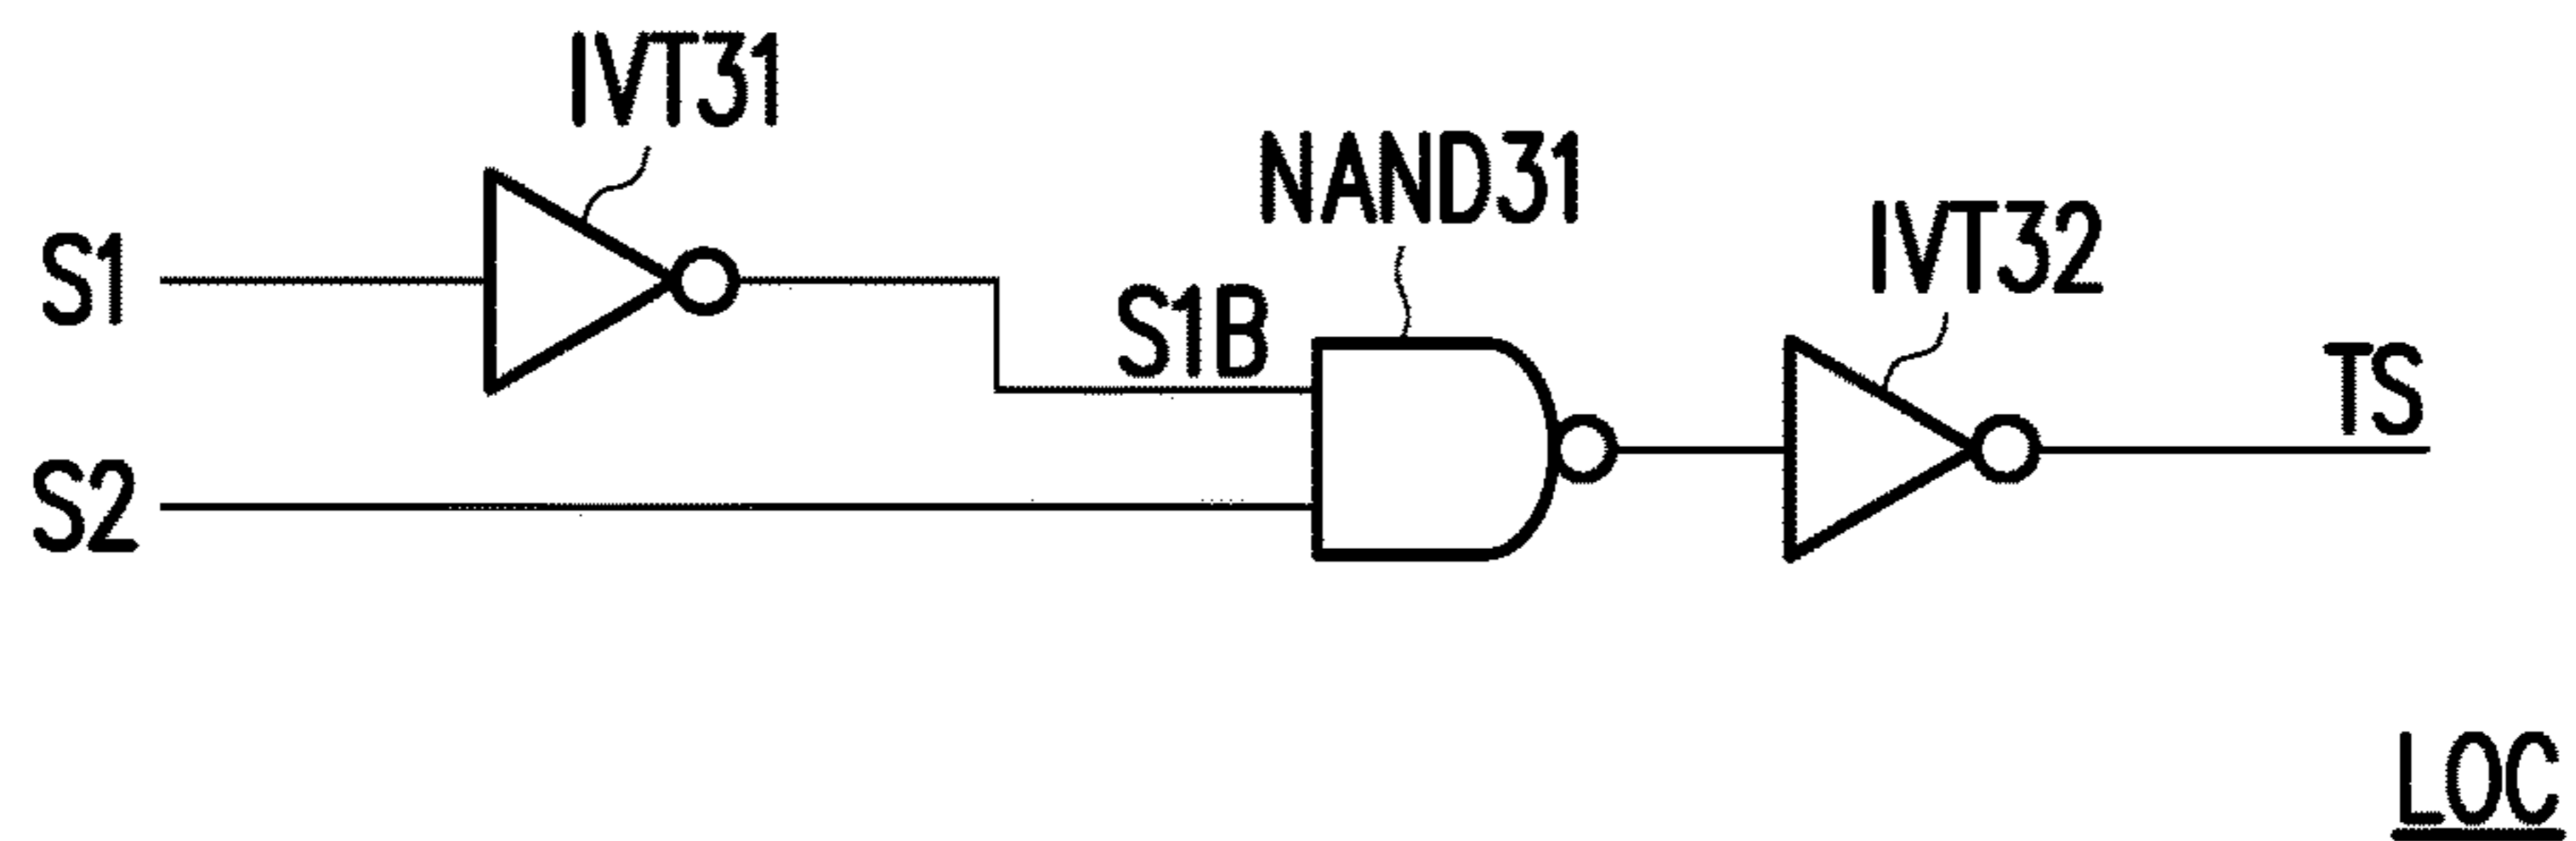 IVT31
NAND31
IVT32
S1
S1B
TS
S2
LOC